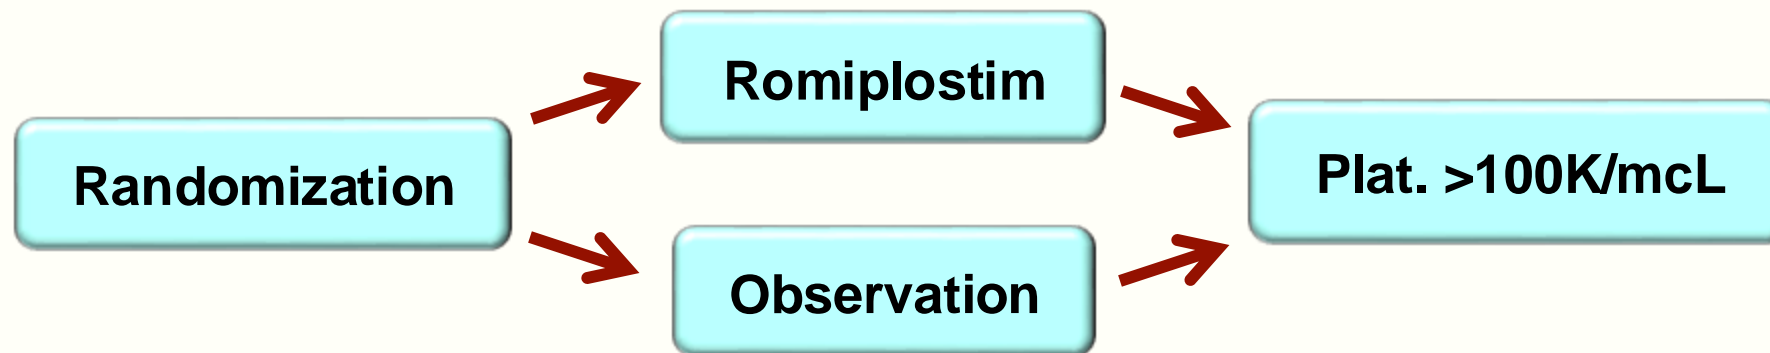 Randomization
Romiplostim
Observation
Plat. >100K/mcL